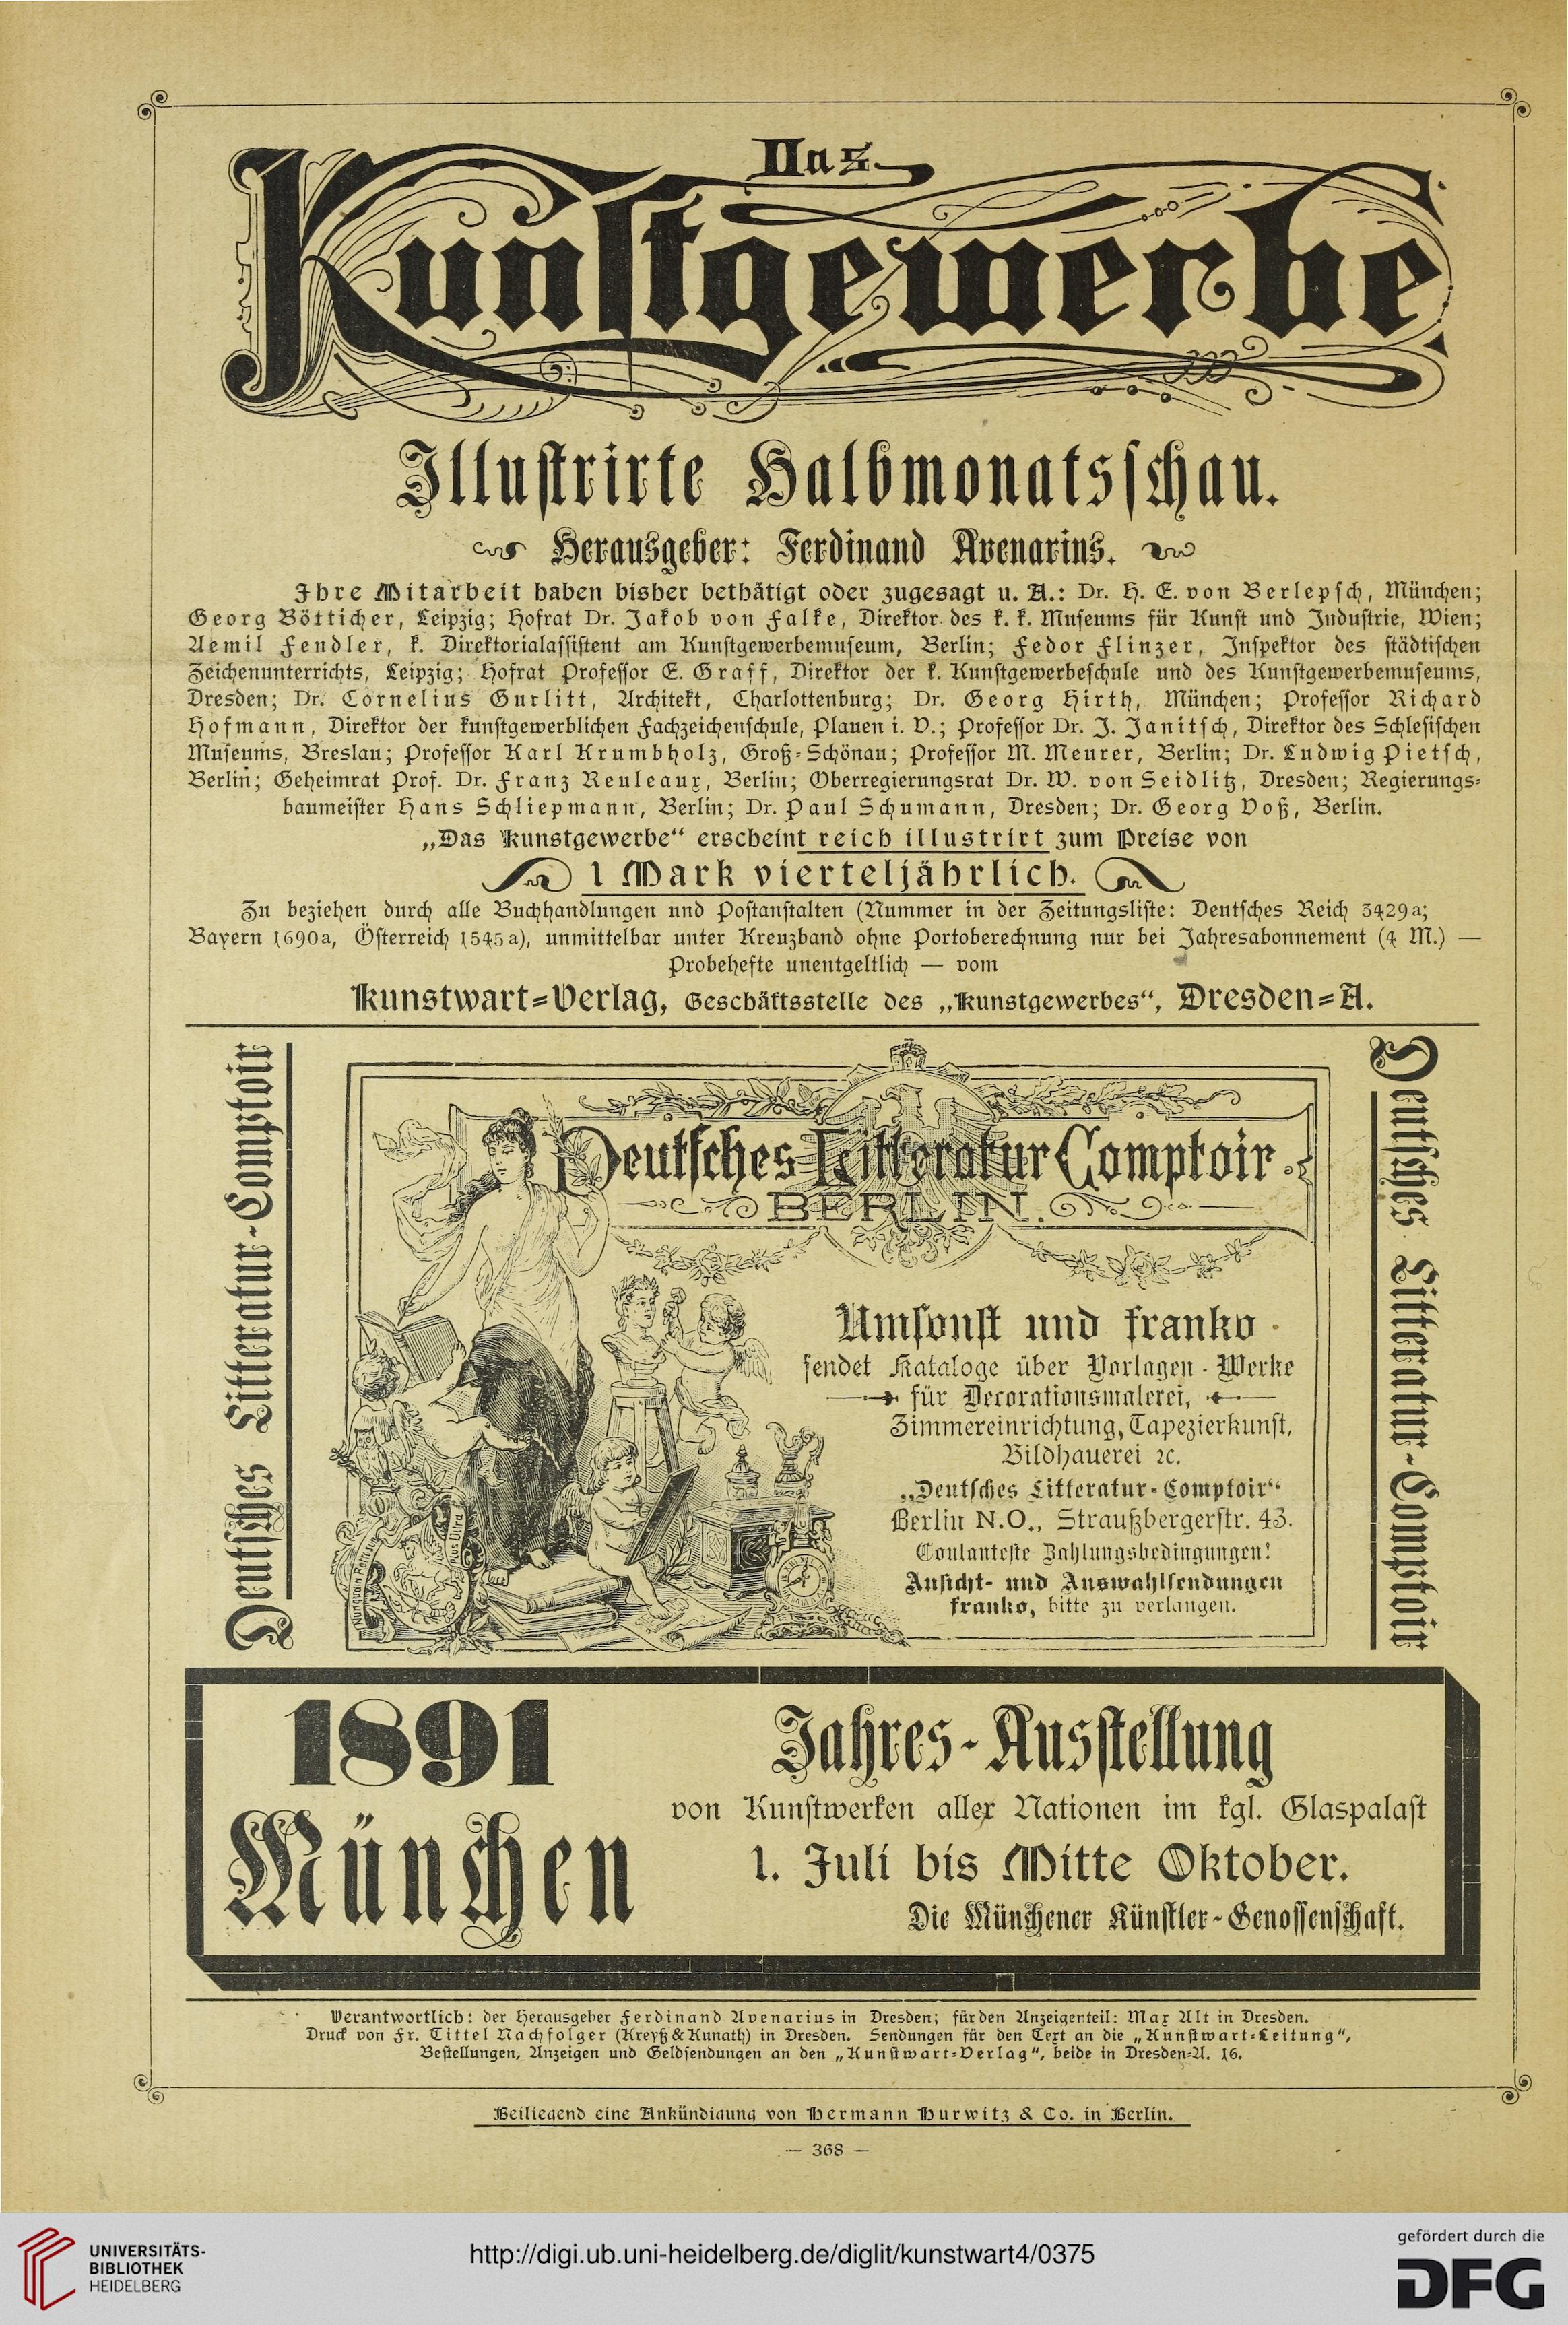 Das
Kunſtgewerbe
Illuſtrirte Halbmonatsſchau.
Herausgeber: Ferdinand Avenarius.
Ihre Mitarbeit haben bisher bethätigt oder zugesagt u. A.: Dr. H. E. von Berlepſch, München;
Georg Bötticher, Leipzig; Hofrat Dr. Jakob von Falke, Direktor des k. k. Muſeums für Kunſt und Induſtrie, Wien;
Aemil Fendler, k. Direktorialaſſiſtent am Kunſtgewerbemuſeum, Berlin; Fedor Flinzer, Inſpektor des ſtädtiſchen
Zeichenunterrichts, Leipzig; Hofrat Profeſſor E. Graff, Direktor der k. Kunſtgewerbeſchule und des Kunſtgewerbemuſeums,
Dresden; Dr. Cornelius Gurlitt, Architekt, Charlottenburg; Dr. Georg Hirth, München; Profeſſor Richard
Hofmann, Direktor der kunſtgewerblichen Fachzeichenſchule, Plauen i. V.; Profeſſor Dr. J. Janitſch, Direktor des Schleſiſchen
Muſeums, Breslau; Profeſſor Karl Krumbholz, Groß-Schönau; Profeſſor M. Meurer, Berlin; Dr. Ludwig Pietſch,
Berlin; Geheimrat Prof. Dr. Franz Reuleaux, Berlin; Oberregierungsrat Dr. W. von Seidlitz, Dresden; Regierungs-
baumeiſter Hans Schliepmann, Berlin; Dr. Paul Schumann, Dresden; Dr. Georg Voß, Berlin.
„Das Kunstgewerbe“ erscheint reich illustrirt zum Preise von
1 Mark vierteljährlich.
Zu beziehen durch alle Buchhandlungen und Poſtanſtalten (Nummer in der Zeitungsliſte: Deutſches Reich 3429a;
Bayern 1690a, Öſterreich 1545a), unmittelbar unter Kreuzband ohne Portoberechnung nur bei Jahresabonnement (4 M.) —
Probehefte unentgeltlich — vom
Kunstwart-Verlag, Geschäftsstelle des „Kunstgewerbes“, Dresden-A.
Deutſches Litteratur-Comptoir
Deutſches Litteratur Comptoir.
BERLIN.
Umſonſt und franko
ſendet Kataloge über Vorlagen-Werke
für Decorationsmalerei,
Zimmereinrichtung, Tapezierkunſt,
Bildhauerei ꝛc.
„Deutſches Litteratur-Comptoir“
Berlin N.O., Straußbergerſtr. 43.
Coulanteſte Zahlungsbedingungen!
Anſicht- und Auswahlſendungen
franko, bitte zu verlangen.
Nunquam Retrorsum
Plus Ultra
Deutſches Litteratur-Comptoir
1891
München
Jahres-Ausſtellung
von Kunſtwerken aller Nationen im kgl. Glaspalaſt
1. Juli bis Mitte Oktober.
Die Münchener Künſtler-Genoſſenſchaft.
Verantwortlich: der Herausgeber Ferdinand Avenarius in Dresden; für den Anzeigenteil: Max Alt in Dresden.
Druck von Fr. Tittel Nachfolger (Kreyß & Kunath) in Dresden. Sendungen für den Text an die „Kunſtwart-Leitung“,
Beſtellungen, Anzeigen und Geldſendungen an den „Kunſtwart-Verlag“, beide in Dresden-A. 16.
Beiliegend eine Ankündigung von Hermann Hurwitz & Co. in Berlin.
— 368 —
UNIVERSITÄTS-
BIBLIOTHEK
HEIDELBERG
http://digi.ub.uni-heidelberg.de/diglit/kunstwart4/0375
gefördert durch die
DFG